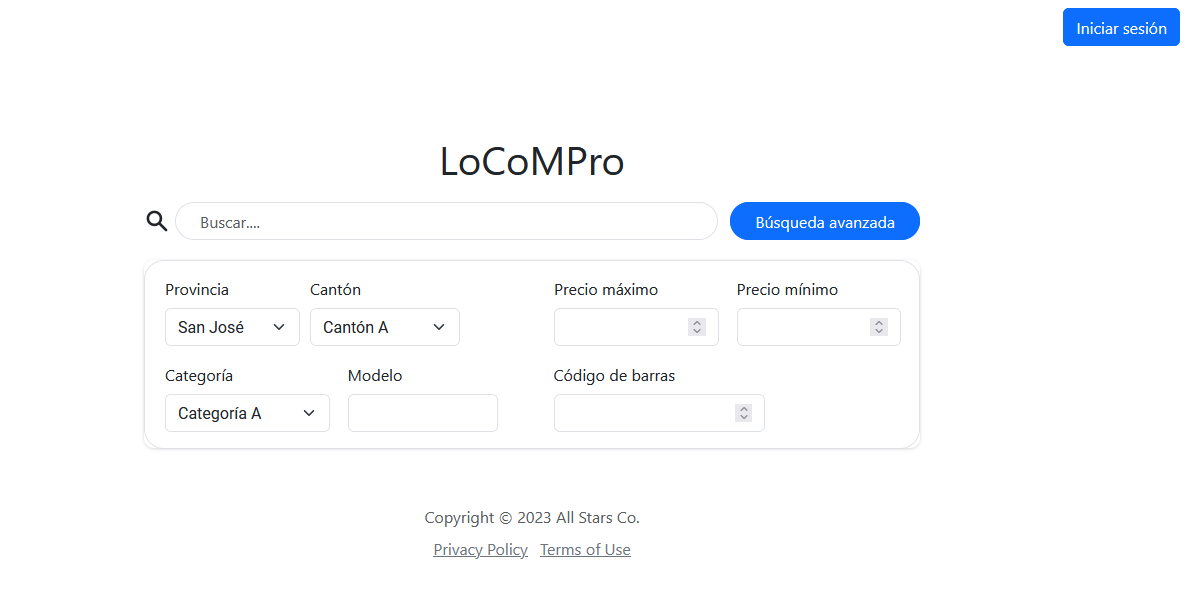 Iniciar sesión
LoCoMPro
Buscar....
Búsqueda avanzada
Provincia
Cantón
Precio máximo
Precio mínimo
San José
Cantón A
Categoría
Modelo
Código de barras
Categoría A
Copyright © 2023 All Stars Co.
Privacy Policy Terms of Use